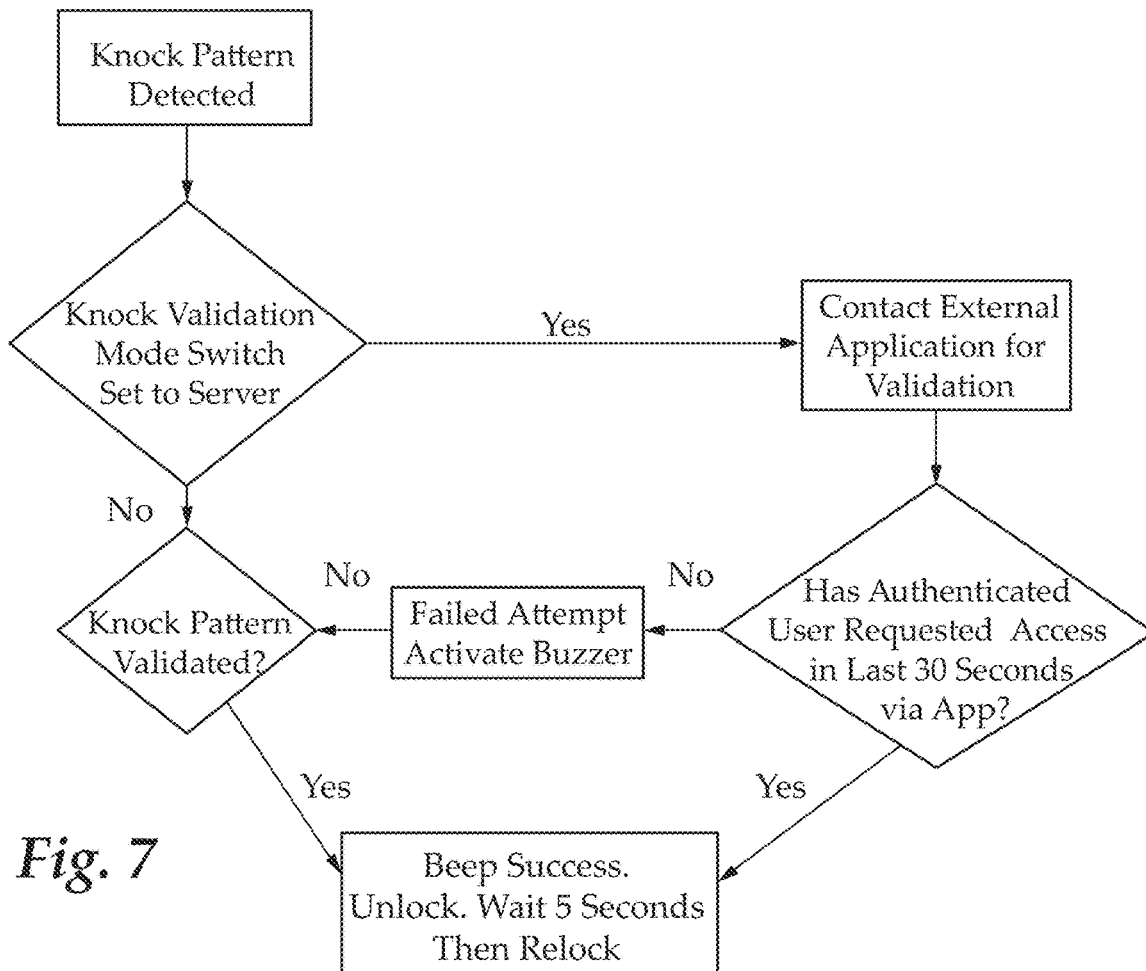 Knock Pattern
Detected
Knock Validation
Mode Switch
Set to Server
Yes
Contact External
Application for
Validation
No
Knock Pattern
Validated?
No
Failed Attempt
Activate Buzzer
No
Has Authenticated
User Requested Access
in Last 30 Seconds
via App?
Yes
Yes
Beep Success.
Unlock. Wait 5 Seconds
Then Relock
Fig. 7